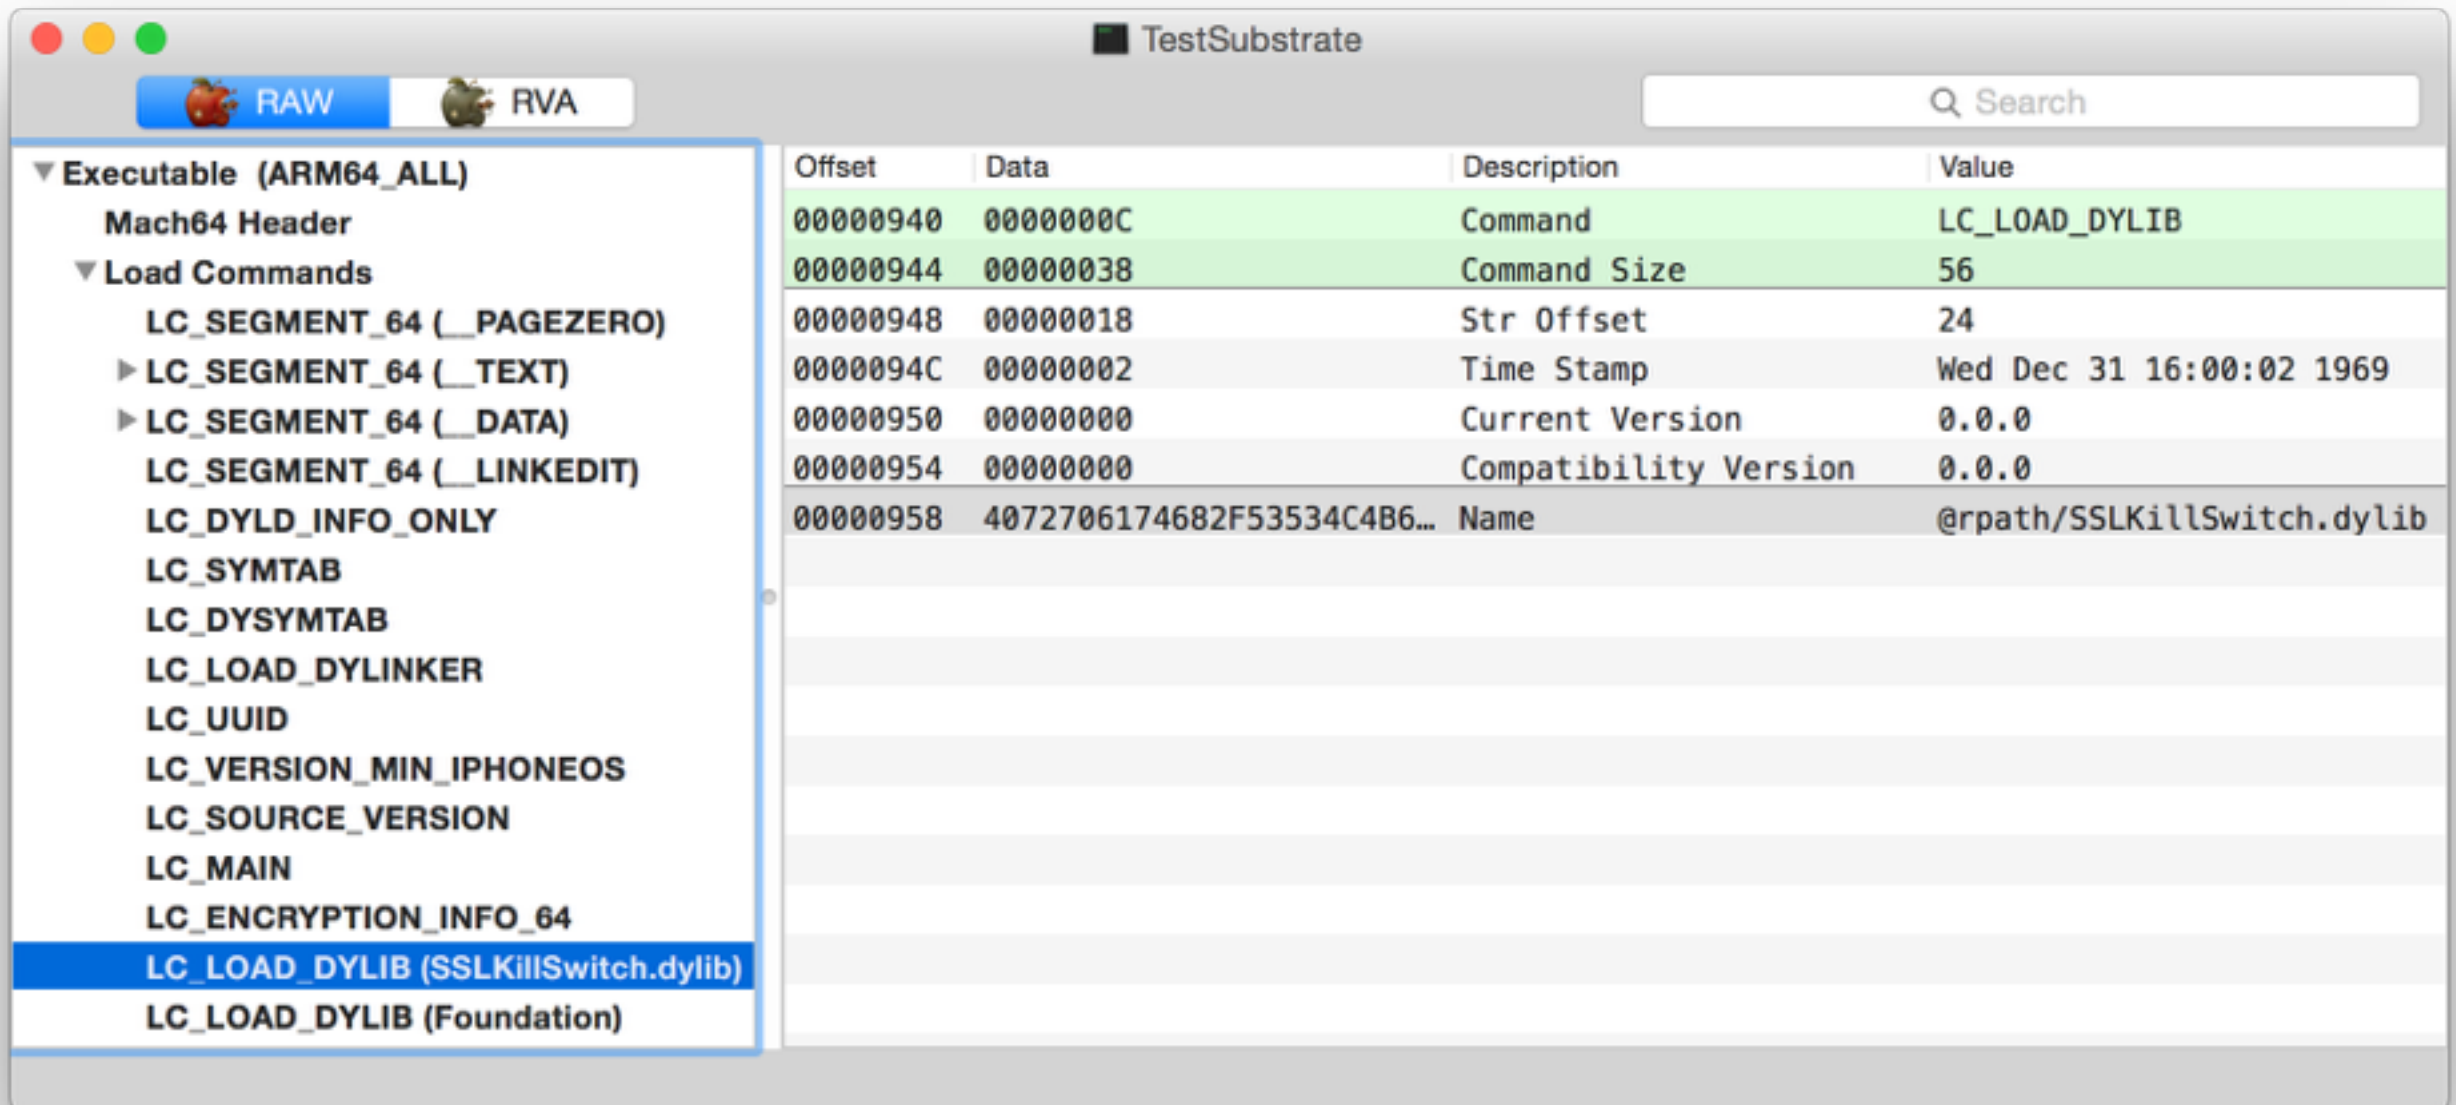 TestSubstrate
RAW RVA Search
Executable (ARM64_ALL)
Mach64 Header
Load Commands
LC_SEGMENT_64 (__PAGEZERO)
LC_SEGMENT_64 (__TEXT)
LC_SEGMENT_64 (__DATA)
LC_SEGMENT_64 (__LINKEDIT)
LC_DYLD_INFO_ONLY
LC_SYMTAB
LC_DYSYMTAB
LC_LOAD_DYLINKER
LC_UUID
LC_VERSION_MIN_IPHONEOS
LC_SOURCE_VERSION
LC_MAIN
LC_ENCRYPTION_INFO_64
LC_LOAD_DYLIB (SSLKillSwitch.dylib)
LC_LOAD_DYLIB (Foundation)
Offset Data Description Value
00000940 0000000C Command LC_LOAD_DYLIB
00000944 00000038 Command Size 56
00000948 00000018 Str Offset 24
0000094C 00000002 Time Stamp Wed Dec 31 16:00:02 1969
00000950 00000000 Current Version 0.0.0
00000954 00000000 Compatibility Version 0.0.0
00000958 4072706174682F53534C4B6… Name @rpath/SSLKillSwitch.dylib